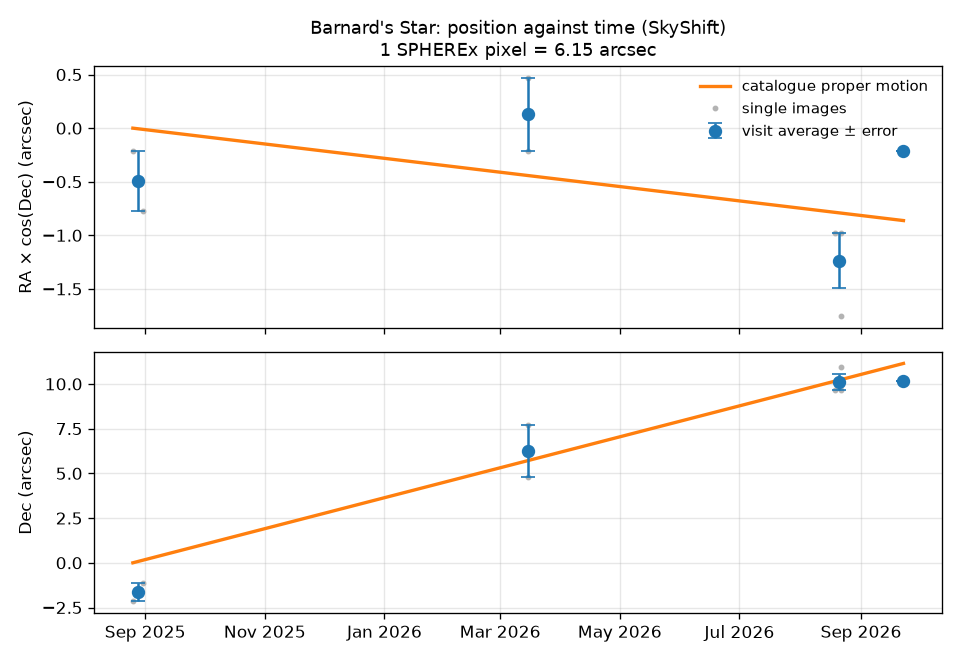 Barnard's Star: position against time (SkyShift)
1 SPHEREx pixel = 6.15 arcsec
RA × cos(Dec) (arcsec)
0.5
0.0
−0.5
−1.0
−1.5
catalogue proper motion
single images
visit average ± error
Dec (arcsec)
10.0
7.5
5.0
2.5
0.0
−2.5
Sep 2025
Nov 2025
Jan 2026
Mar 2026
May 2026
Jul 2026
Sep 2026